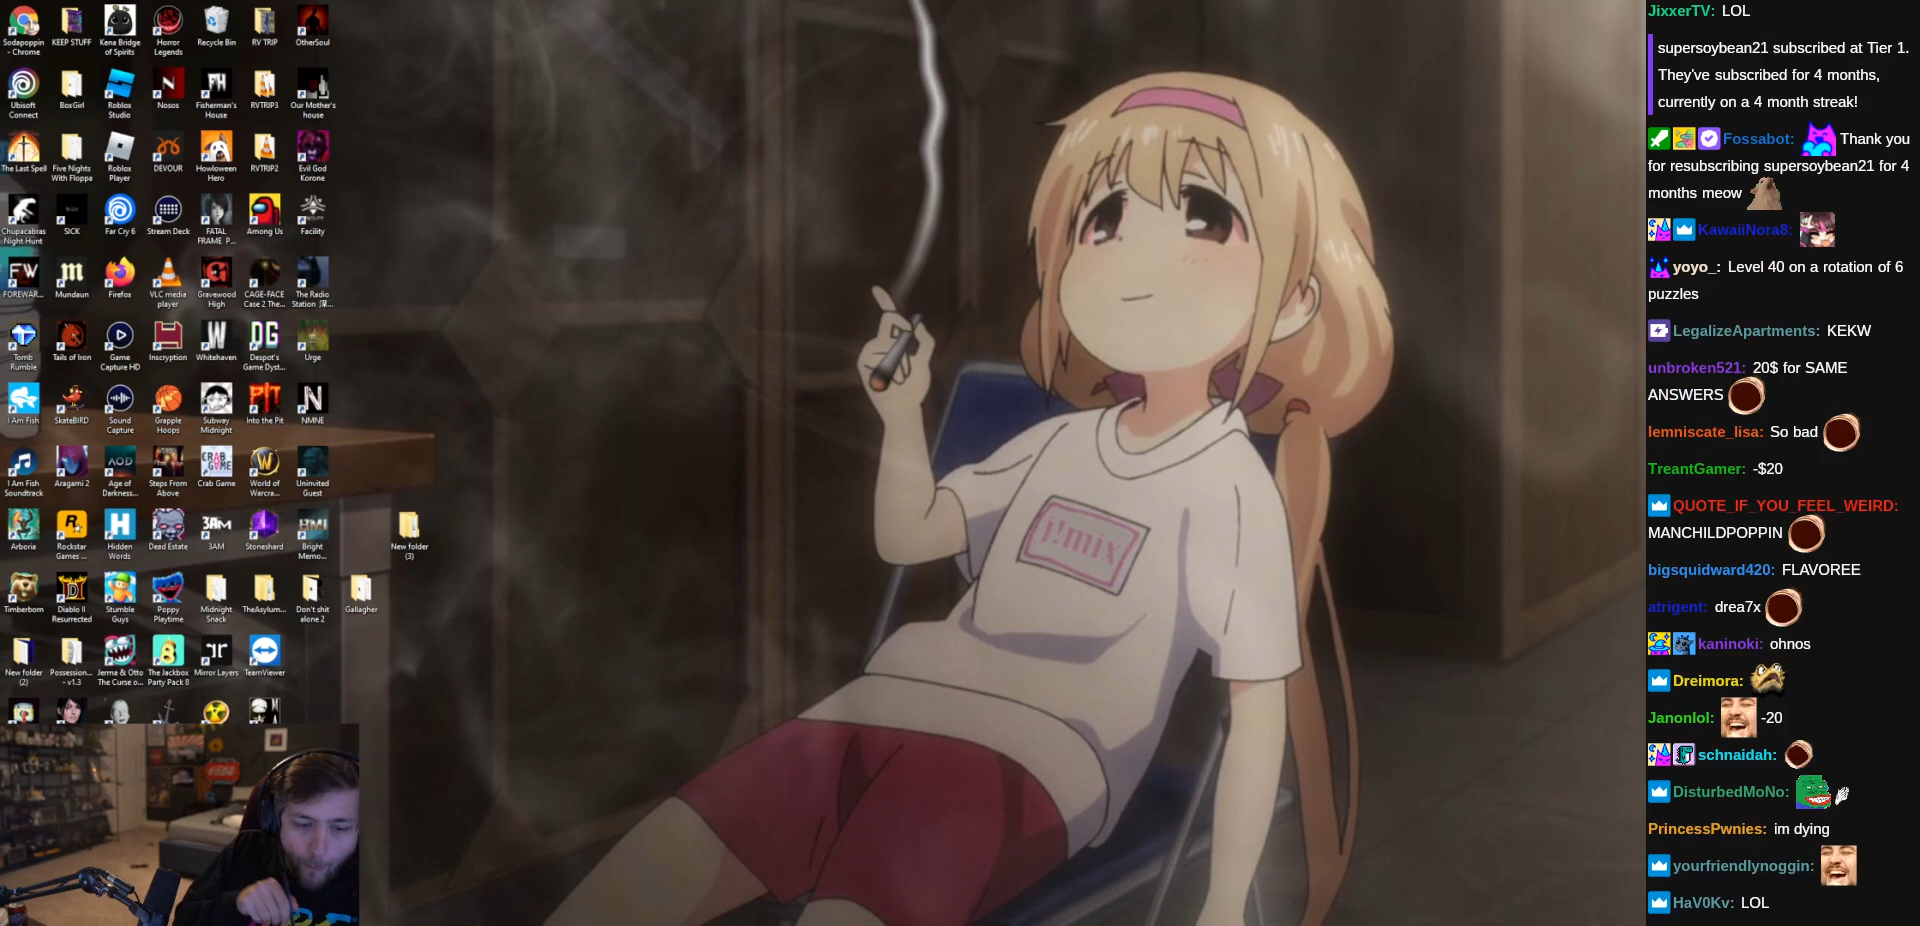 Sodapoppin - Chrome
KEEP STUFF
Kena Bridge of Spirits
Horror Legends
Recycle Bin
RV TRIP
OtherSoul
Ubisoft Connect
BoxGirl
Roblox Studio
Nosos
Fisherman's House
RVTRIP3
Our Mother's house
The Last Spell
Five Nights With Floppa
Roblox Player
DEVOUR
Howloween Hero
RVTRIP2
Evil God Korone
Chupacabras Night Hunt
SICK
Far Cry 6
Stream Deck
FATAL FRAME P...
Among Us
Facility
FOREWAR...
Mundaun
Firefox
VLC media player
Gravewood High
CAGE-FACE Case 2 The...
The Radio Station
Tomb Rumble
Tails of Iron
Game Capture HD
Inscryption
Whitehaven
Despot's Game Dyst...
Urge
I Am Fish
SkateBIRD
Sound Capture
Grapple Hoops
Subway Midnight
Into the Pit
NMNE
I Am Fish Soundtrack
Aragami 2
Age of Darkness...
Steps From Above
Crab Game
World of Warcra...
Uninvited Guest
Arboria
Rockstar Games ...
Hidden Words
Dead Estate
3AM
Stoneshard
Bright Memo...
New folder (3)
Timberborn
Diablo II Resurrected
Stumble Guys
Poppy Playtime
Midnight Snack
TheAsylum...
Don't shit alone 2
Gallagher
New folder (2)
Possession... - v1.3
Jerma & Otto The Curse o...
The Jackbox Party Pack 8
Mirror Layers
TeamViewer
j!mix
JixxerTV: LOL
supersoybean21 subscribed at Tier 1.
They've subscribed for 4 months,
currently on a 4 month streak!
Fossabot: Thank you
for resubscribing supersoybean21 for 4
months meow
KawaiiNora8:
yoyo_: Level 40 on a rotation of 6
puzzles
LegalizeApartments: KEKW
unbroken521: 20$ for SAME
ANSWERS
lemniscate_lisa: So bad
TreantGamer: -$20
QUOTE_IF_YOU_FEEL_WEIRD:
MANCHILDPOPPIN
bigsquidward420: FLAVOREE
atrigent: drea7x
kaninoki: ohnos
Dreimora:
Janonlol: -20
schnaidah:
DisturbedMoNo:
PrincessPwnies: im dying
yourfriendlynoggin:
HaV0Kv: LOL